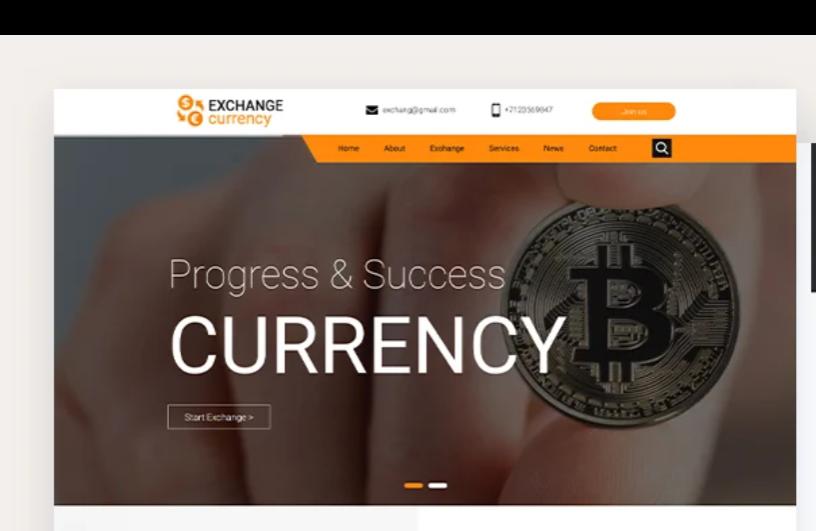 EXCHANGE
currency
exchang@gmail.com
+7123569847
Join us
Home About Exchange Services News Contact
Progress & Success
CURRENCY
Start Exchange >